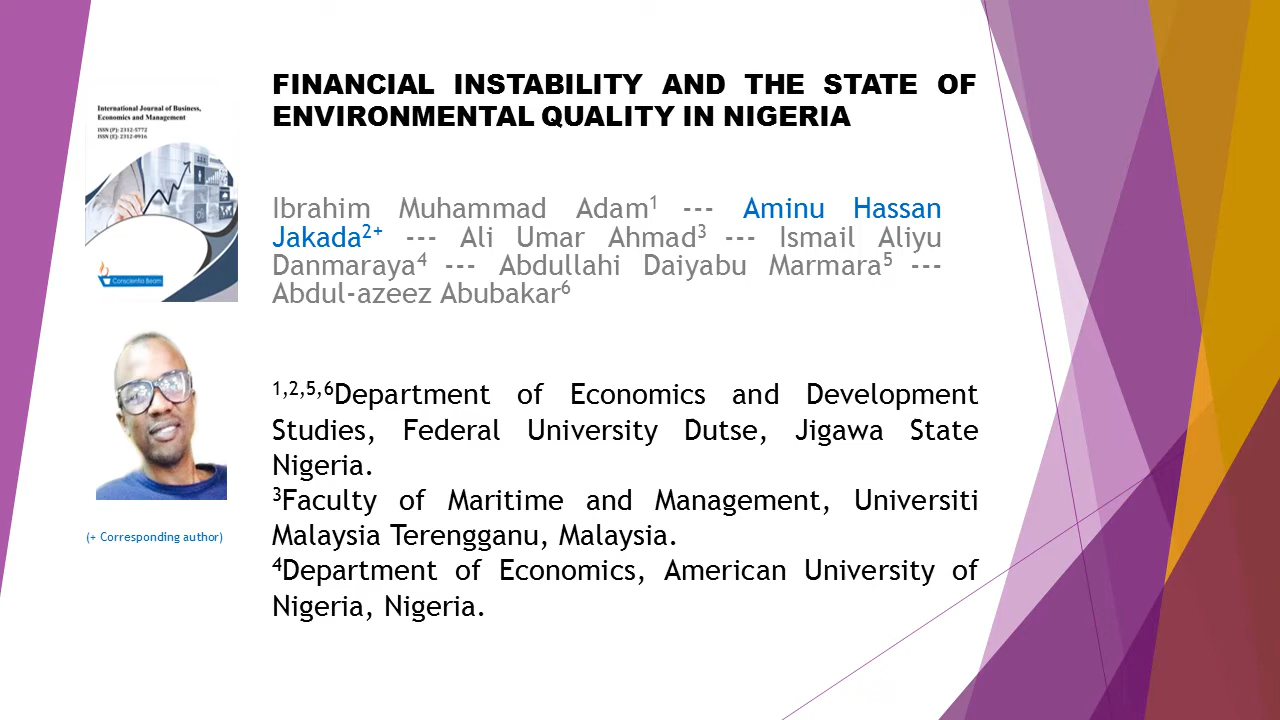 FINANCIAL INSTABILITY AND THE STATE OF
ENVIRONMENTAL QUALITY IN NIGERIA
International Journal of Business,
Economics and Management
ISSN (P): 2312-5772
ISSN (E): 2312-0916
Conscientia Beam
Ibrahim Muhammad Adam1 --- Aminu Hassan
Jakada2+ --- Ali Umar Ahmad3 --- Ismail Aliyu
Danmaraya4 --- Abdullahi Daiyabu Marmara5 ---
Abdul-azeez Abubakar6
(+ Corresponding author)
1,2,5,6Department of Economics and Development
Studies, Federal University Dutse, Jigawa State
Nigeria.
3Faculty of Maritime and Management, Universiti
Malaysia Terengganu, Malaysia.
4Department of Economics, American University of
Nigeria, Nigeria.